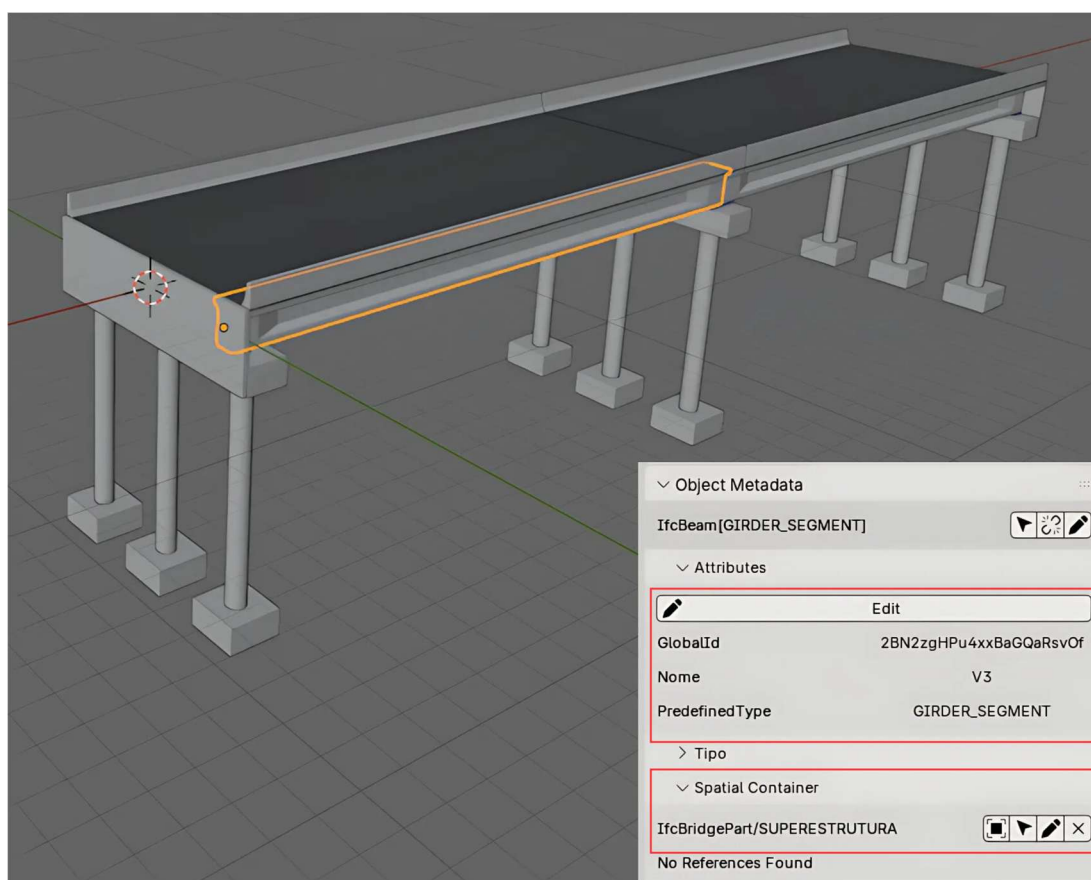 Object Metadata
IfcBeam[GIRDER_SEGMENT]
Attributes
Edit
GlobalId 2BN2zgHPu4xxBaGQaRsvOf
Nome V3
PredefinedType GIRDER_SEGMENT
Tipo
Spatial Container
IfcBridgePart/SUPERESTRUTURA
No References Found